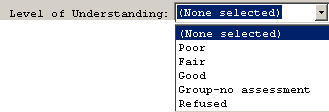 Level of Understanding: (None selected)
(None selected)
Poor
Fair
Good
Group-no assessment
Refused